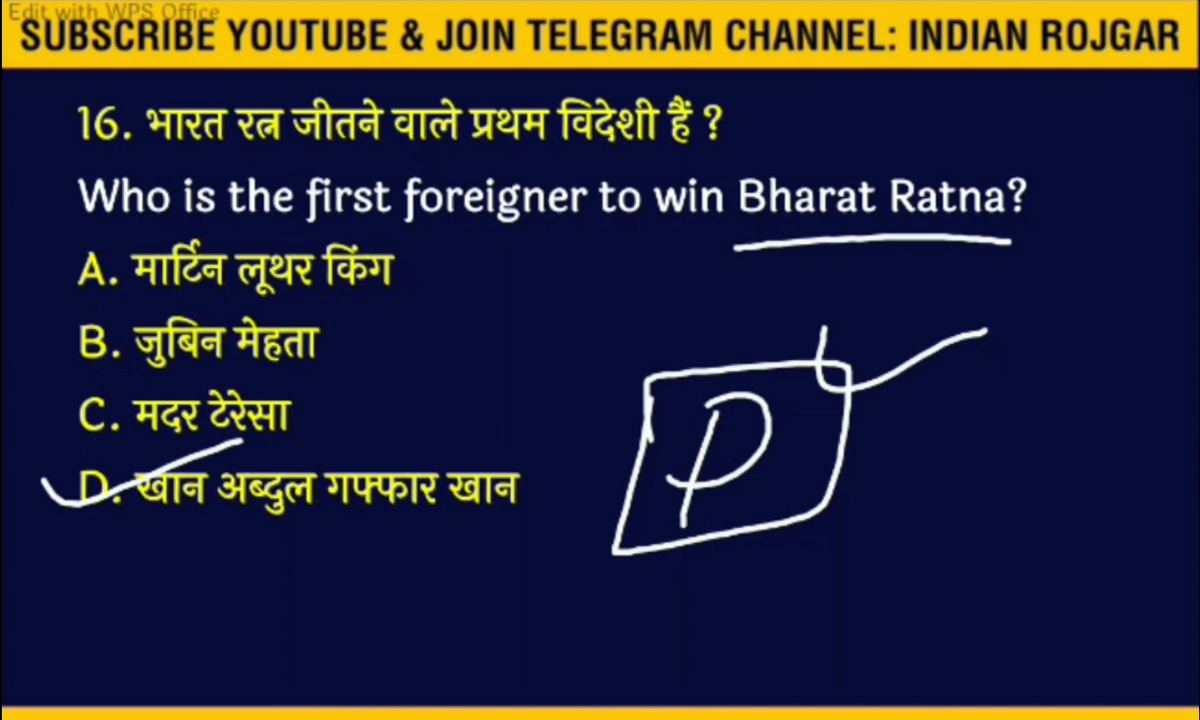 Edit with WPS Office
SUBSCRIBE YOUTUBE & JOIN TELEGRAM CHANNEL: INDIAN ROJGAR
16. भारत रत्न जीतने वाले प्रथम विदेशी हैं ?
Who is the first foreigner to win Bharat Ratna?
A. मार्टिन लूथर किंग
B. जुबिन मेहता
C. मदर टेरेसा
D. खान अब्दुल गफ्फार खान
P